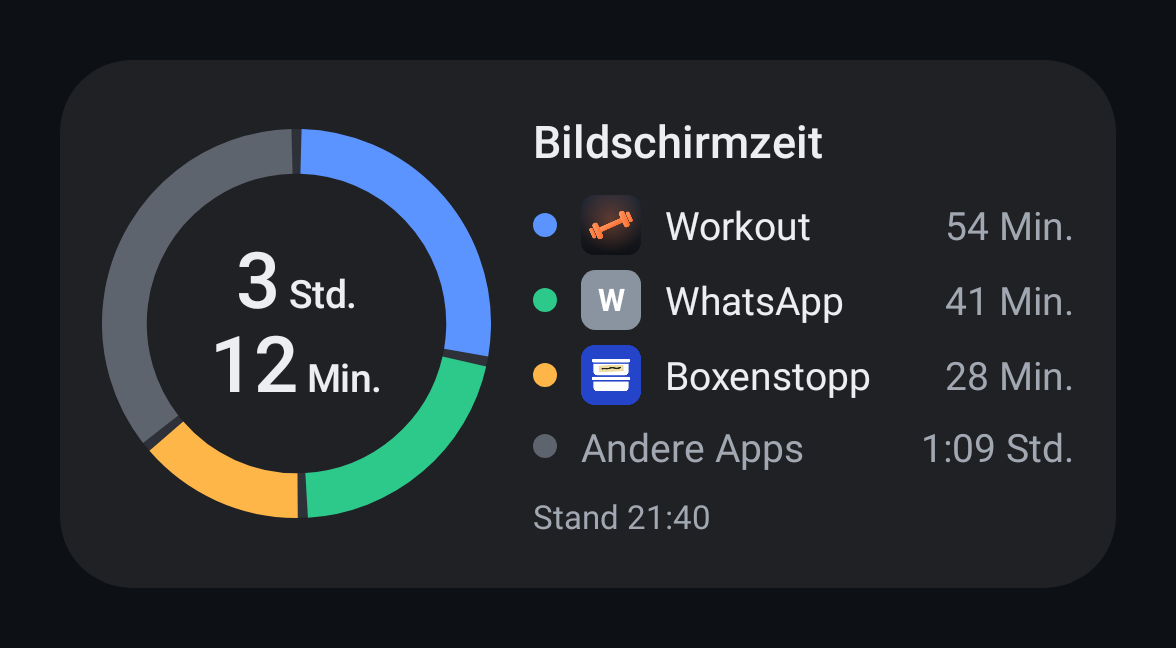 3 Std.
12 Min.
Bildschirmzeit
Workout 54 Min.
W WhatsApp 41 Min.
Boxenstopp 28 Min.
Andere Apps 1:09 Std.
Stand 21:40